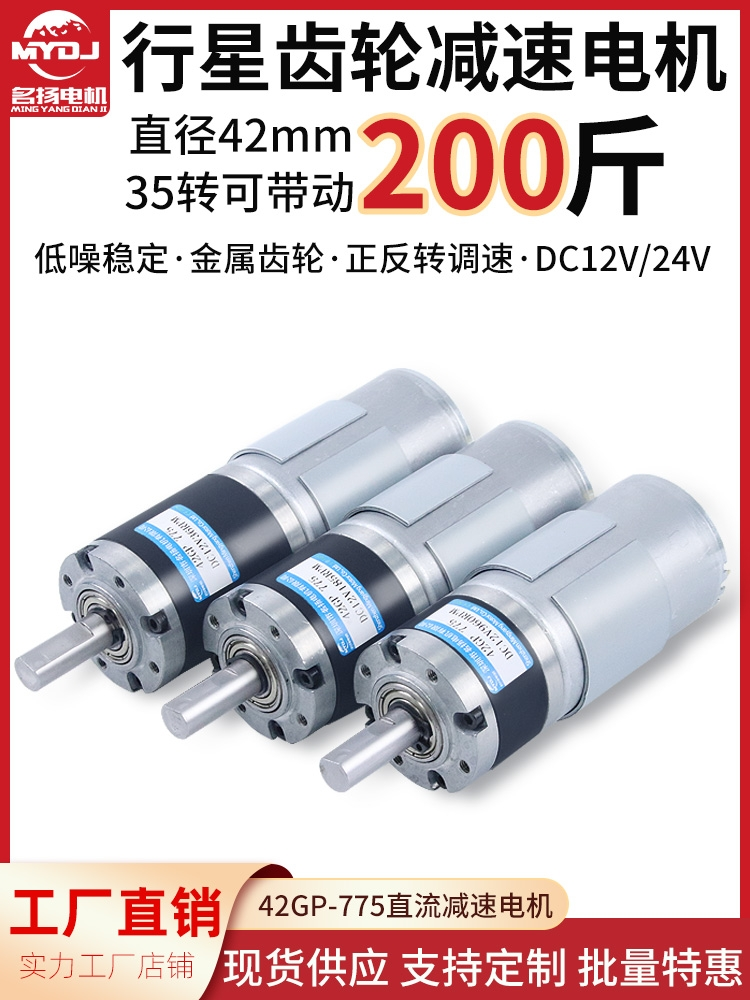 MYDJ
名扬电机
MING YANG DIAN JI
行星齿轮减速电机
直径42mm
35转可带动200斤
低噪稳定·金属齿轮·正反转调速·DC12V/24V
42GP-775
DC12V36RPM
42GP 775
DC12V185RPM
42GP 775
DC12V960RPM
工厂直销
实力工厂店铺
42GP-775直流减速电机
现货供应 支持定制 批量特惠